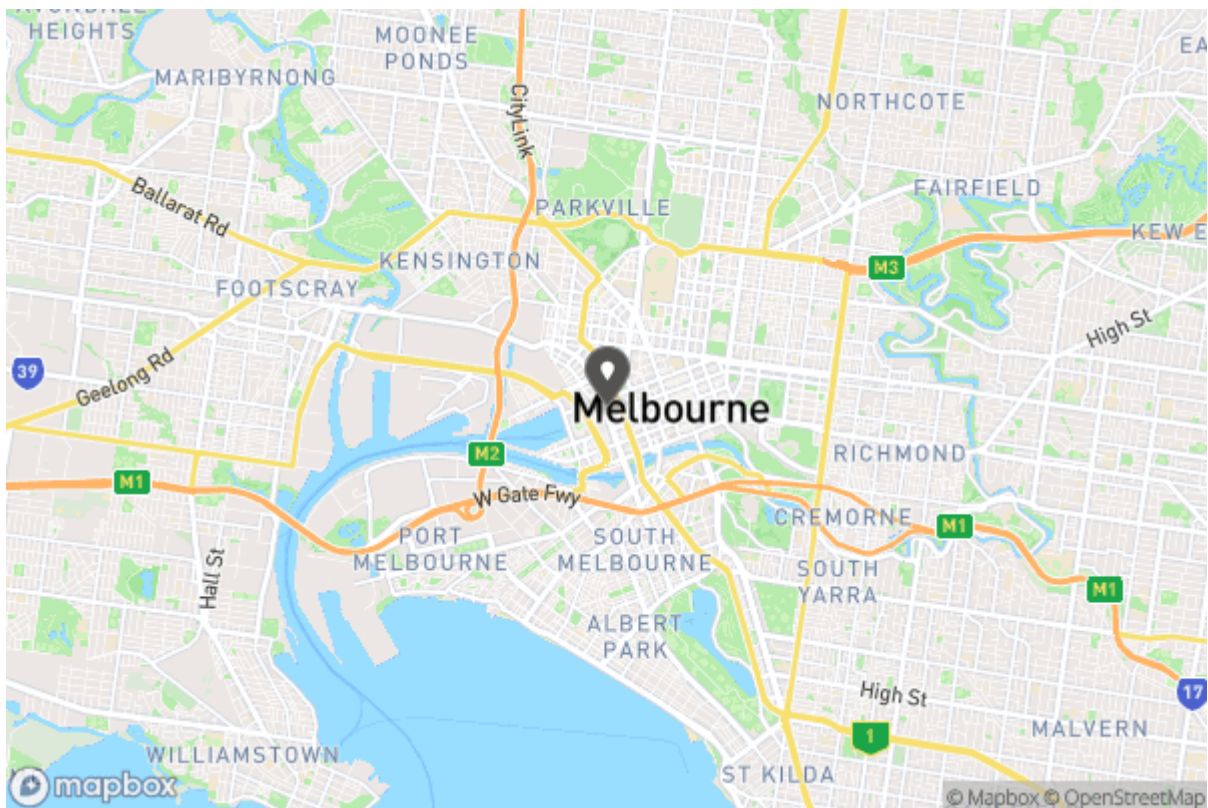 HEIGHTS
MOONEE
PONDS
MARIBYRNONG
CityLink
NORTHCOTE
Ballarat Rd
PARKVILLE
FAIRFIELD
KENSINGTON
KEW E
M3
FOOTSCRAY
High St
Geelong Rd
39
Melbourne
M2
RICHMOND
M1
W Gate Fwy
CREMORNE
M1
PORT
MELBOURNE
SOUTH
MELBOURNE
Hall St
SOUTH
YARRA
M1
ALBERT
PARK
High St
17
1
MALVERN
WILLIAMSTOWN
ST KILDA
mapbox
© Mapbox © OpenStreetMap